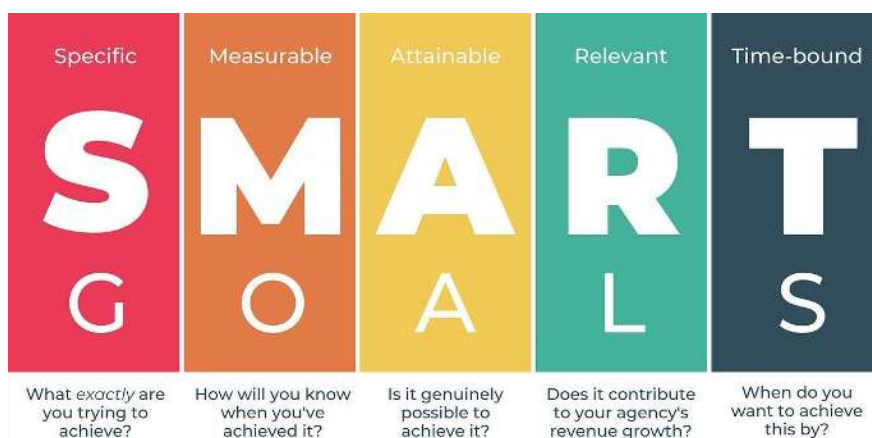 Specific Measurable Attainable Relevant Time-bound
S M A R T
G O A L S
What exactly are
you trying to
achieve?
How will you know
when you've
achieved it?
Is it genuinely
possible to
achieve it?
Does it contribute
to your agency's
revenue growth?
When do you
want to achieve
this by?